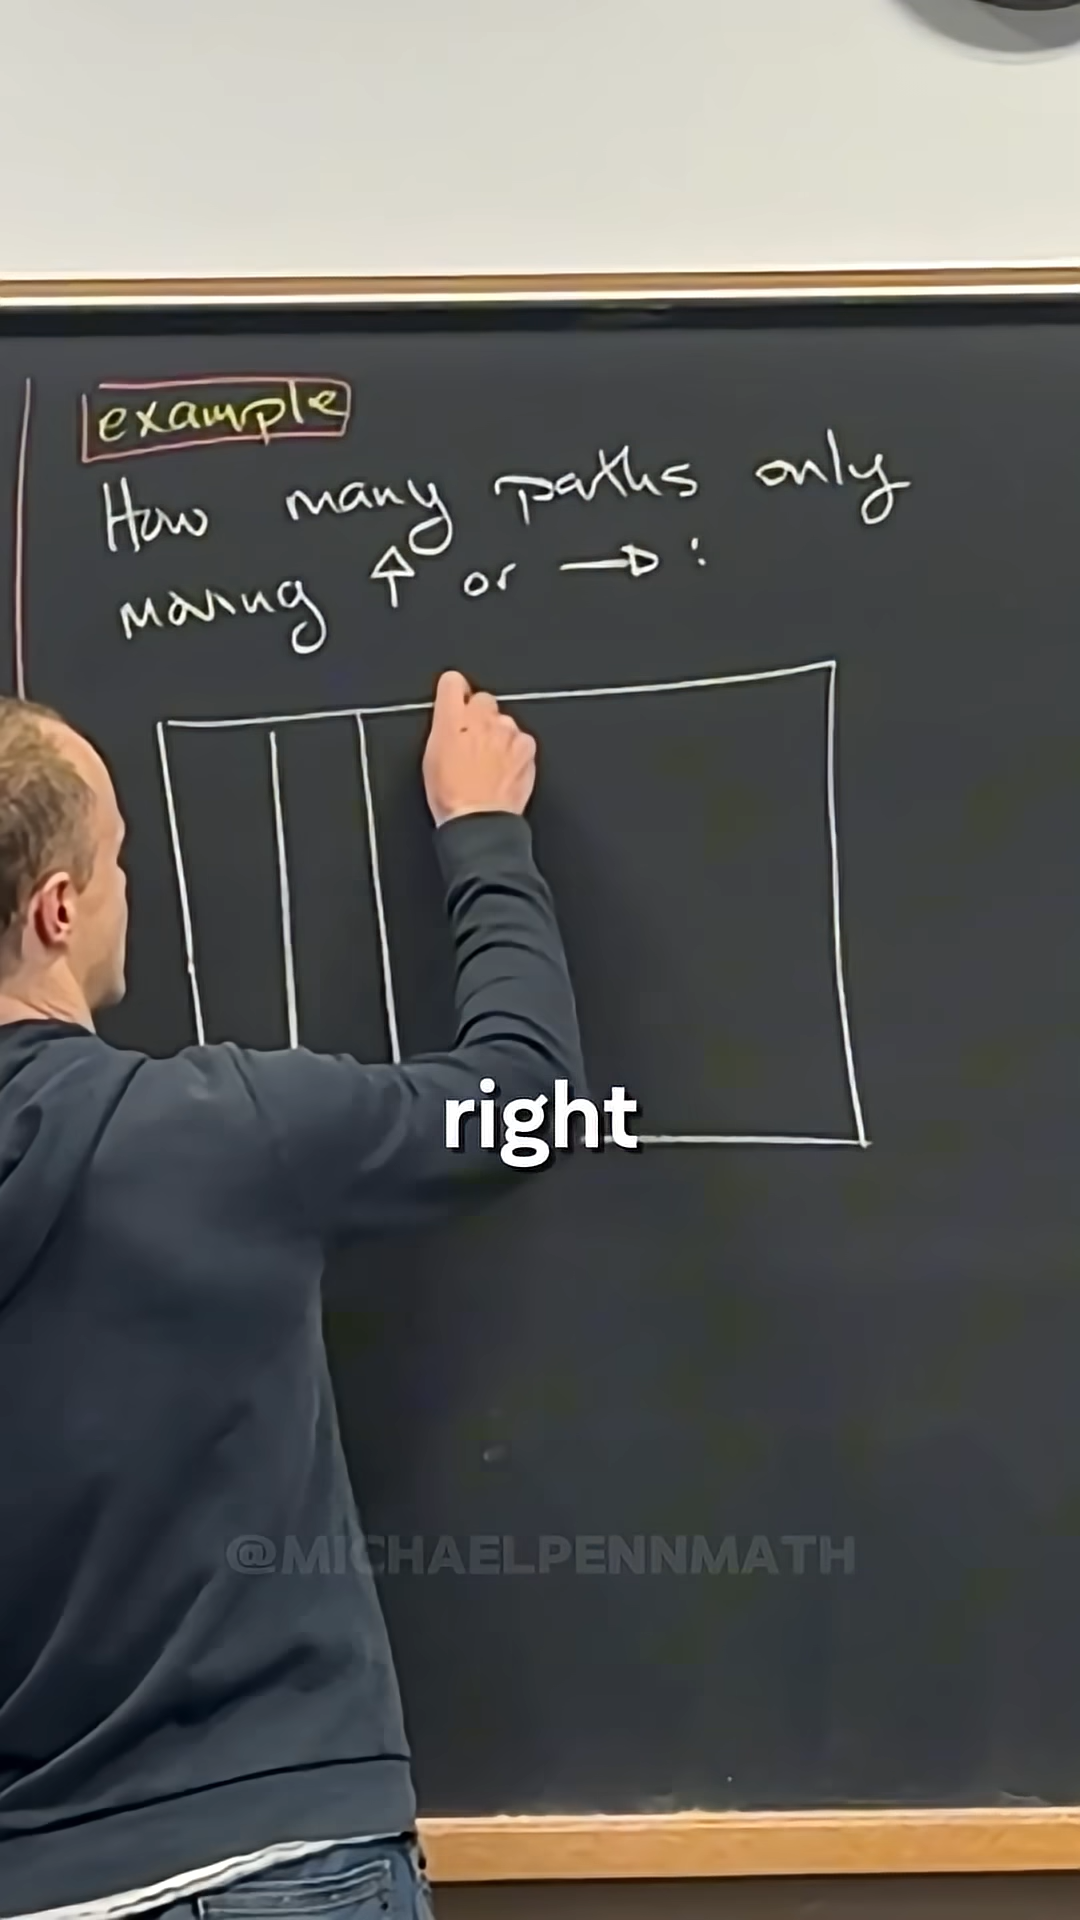 example
How many paths only
moving ↑ or → :
right
@MICHAELPENNMATH